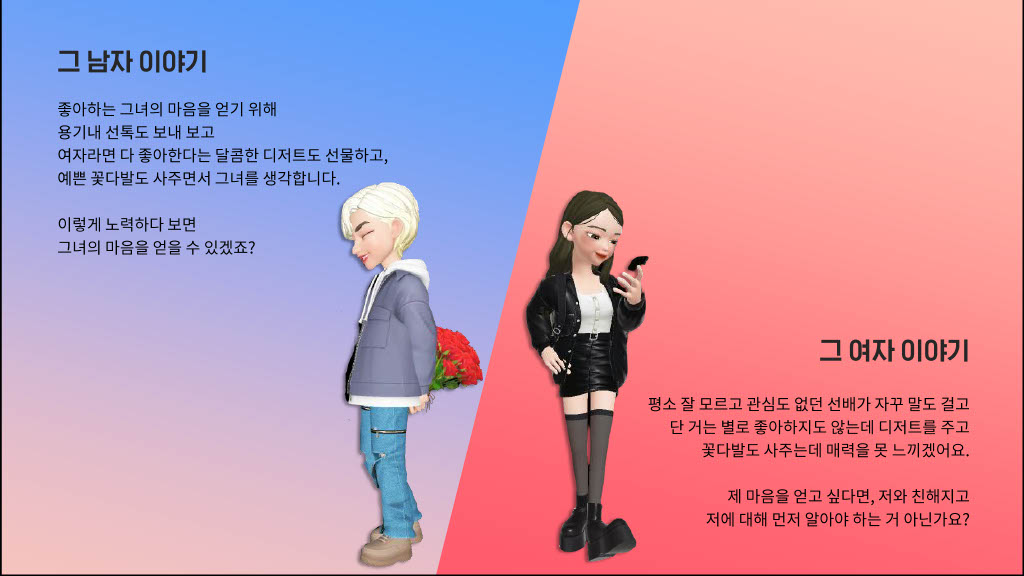 그 남자 이야기
좋아하는 그녀의 마음을 얻기 위해
용기내 선톡도 보내 보고
여자라면 다 좋아한다는 달콤한 디저트도 선물하고,
예쁜 꽃다발도 사주면서 그녀를 생각합니다.
이렇게 노력하다 보면
그녀의 마음을 얻을 수 있겠죠?
그 여자 이야기
평소 잘 모르고 관심도 없던 선배가 자꾸 말도 걸고
단 거는 별로 좋아하지도 않는데 디저트를 주고
꽃다발도 사주는데 매력을 못 느끼겠어요.
제 마음을 얻고 싶다면, 저와 친해지고
저에 대해 먼저 알아야 하는 거 아닌가요?